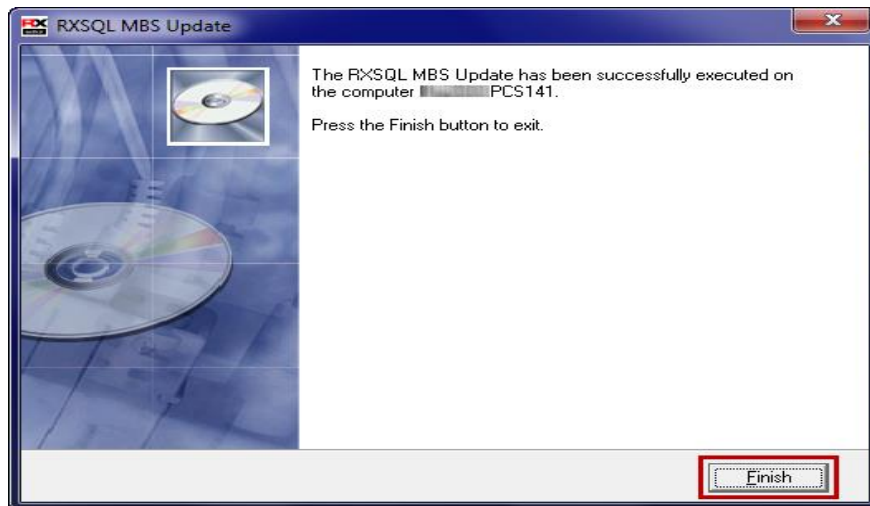 RX
RXSQL MBS Update
The RXSQL MBS Update has been successfully executed on
the computer PCS141.
Press the Finish button to exit.
Finish